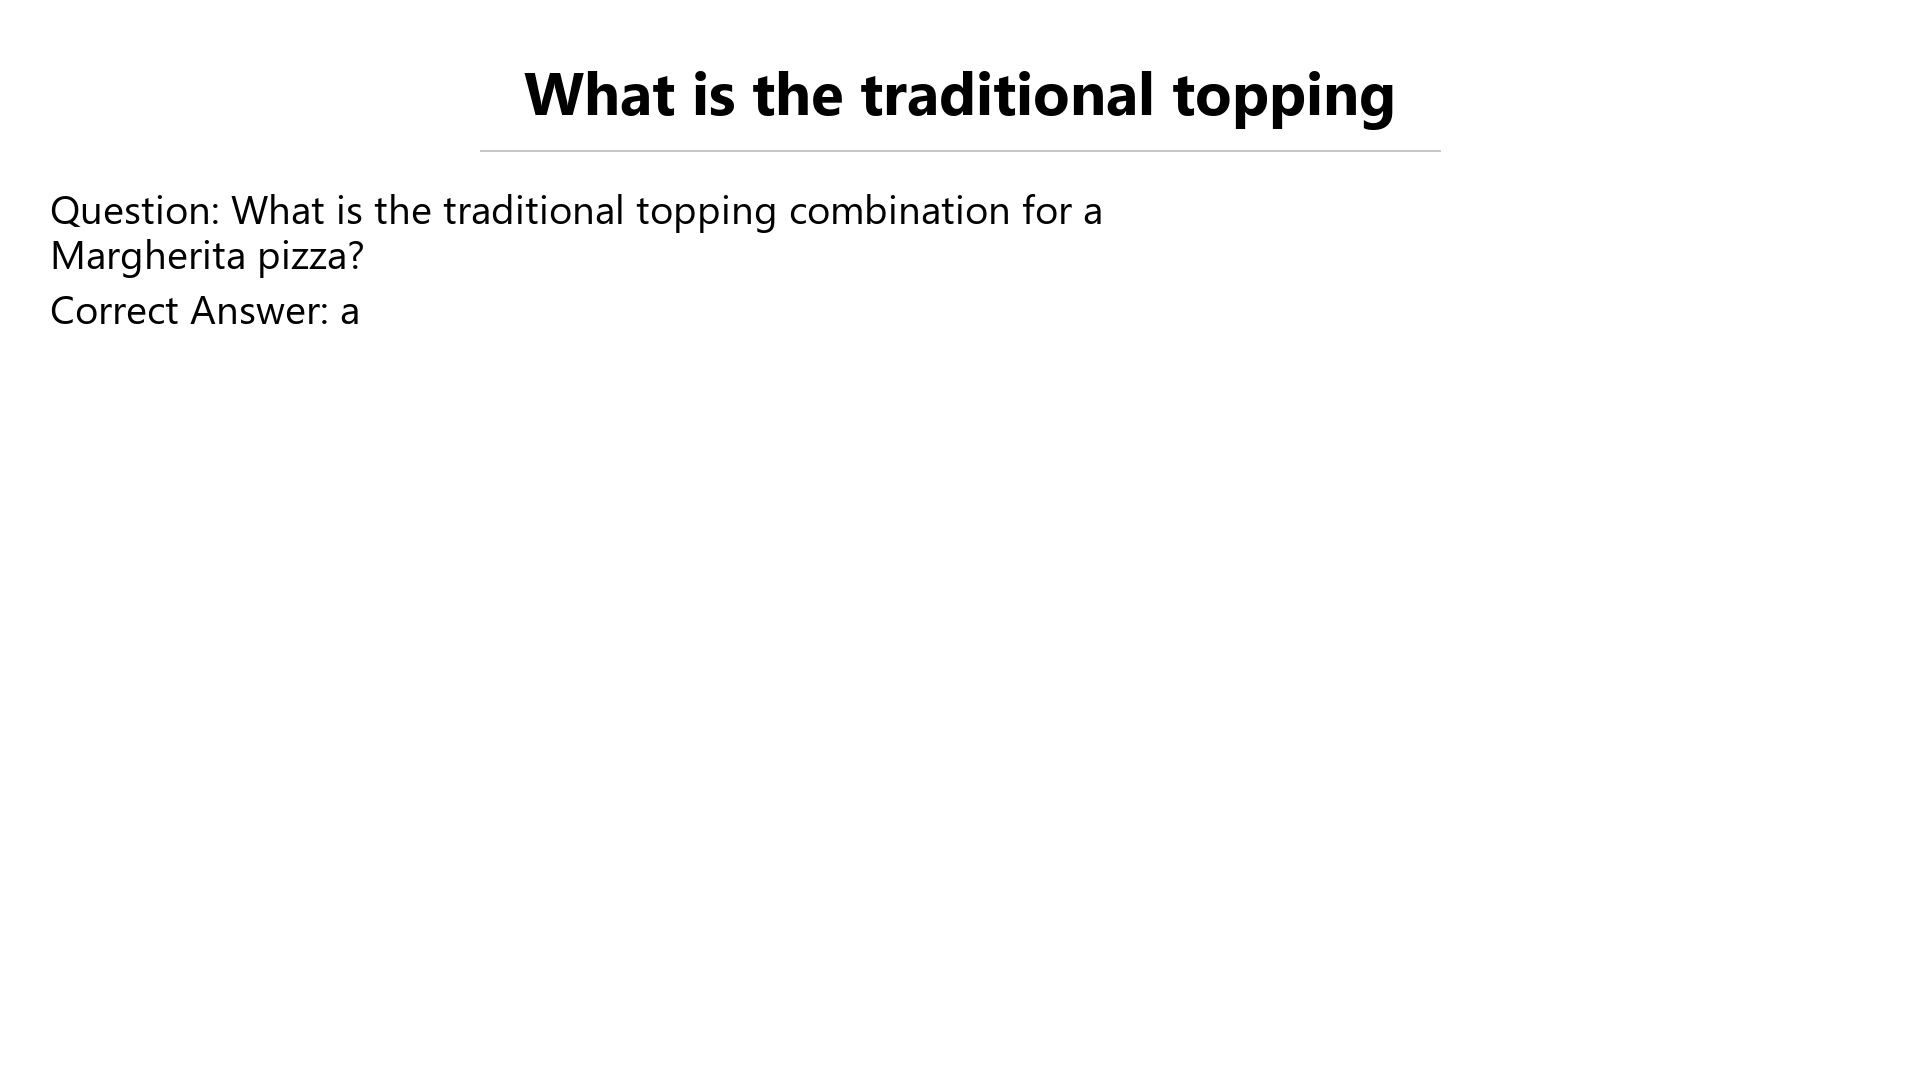 What is the traditional topping
Question: What is the traditional topping combination for a
Margherita pizza?
Correct Answer: a